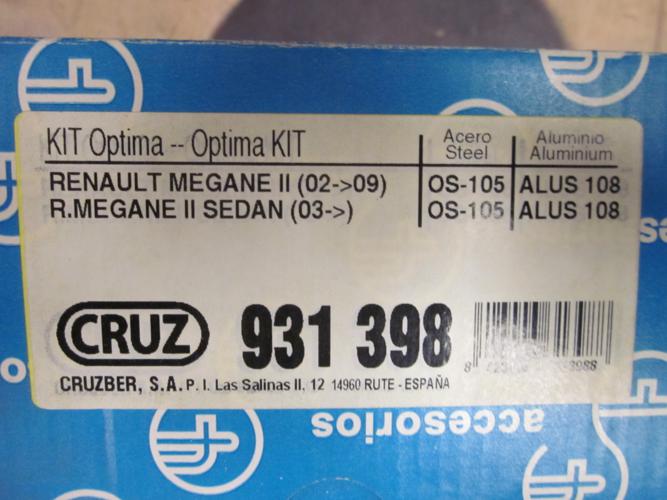 KIT Optima -- Optima KIT
Acero Steel
Aluminio Aluminium
RENAULT MEGANE II (02->09) OS-105 ALUS 108
R.MEGANE II SEDAN (03->) OS-105 ALUS 108
CRUZ 931 398
CRUZBER, S.A. P. I. Las Salinas II, 12 14960 RUTE - ESPAÑA
accesorios